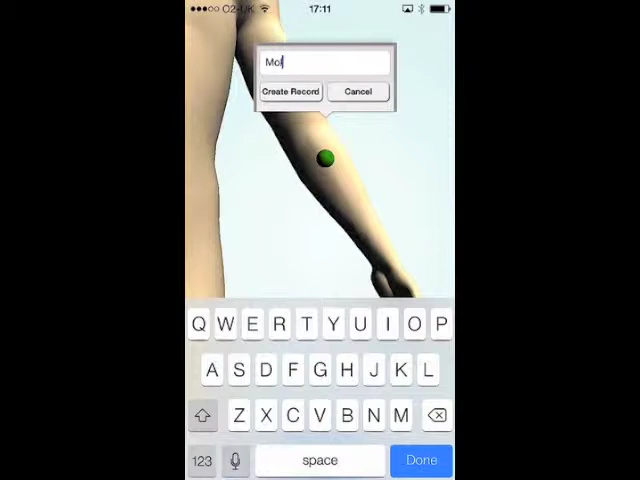 O2-UK 17:11
Mol
Create Record Cancel
Q W E R T Y U I O P
A S D F G H J K L
Z X C V B N M
123 space Done